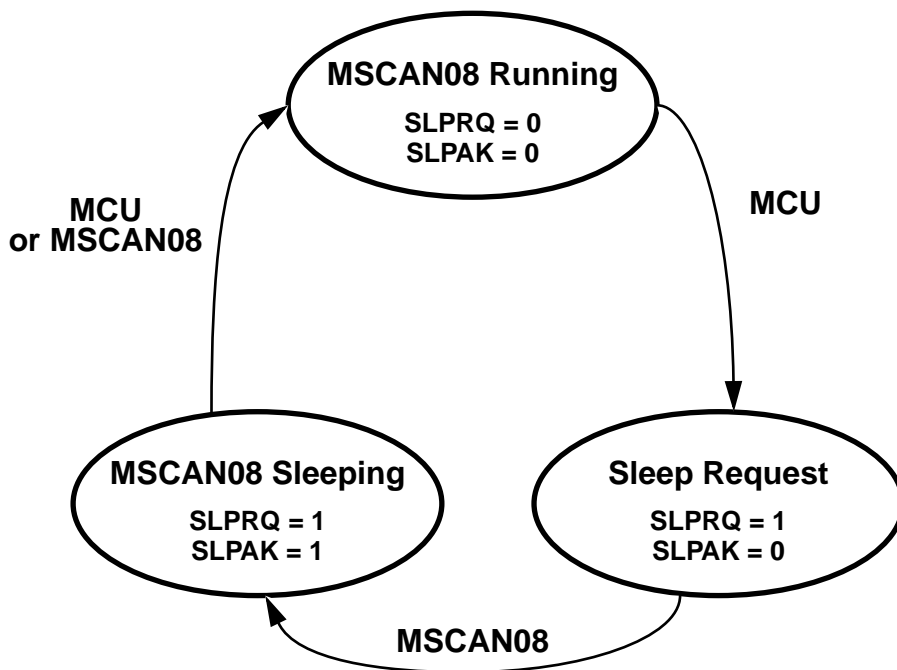 MSCAN08 Running
SLPRQ = 0
SLPAK = 0
MCU
or MSCAN08
MCU
MSCAN08 Sleeping
SLPRQ = 1
SLPAK = 1
Sleep Request
SLPRQ = 1
SLPAK = 0
MSCAN08